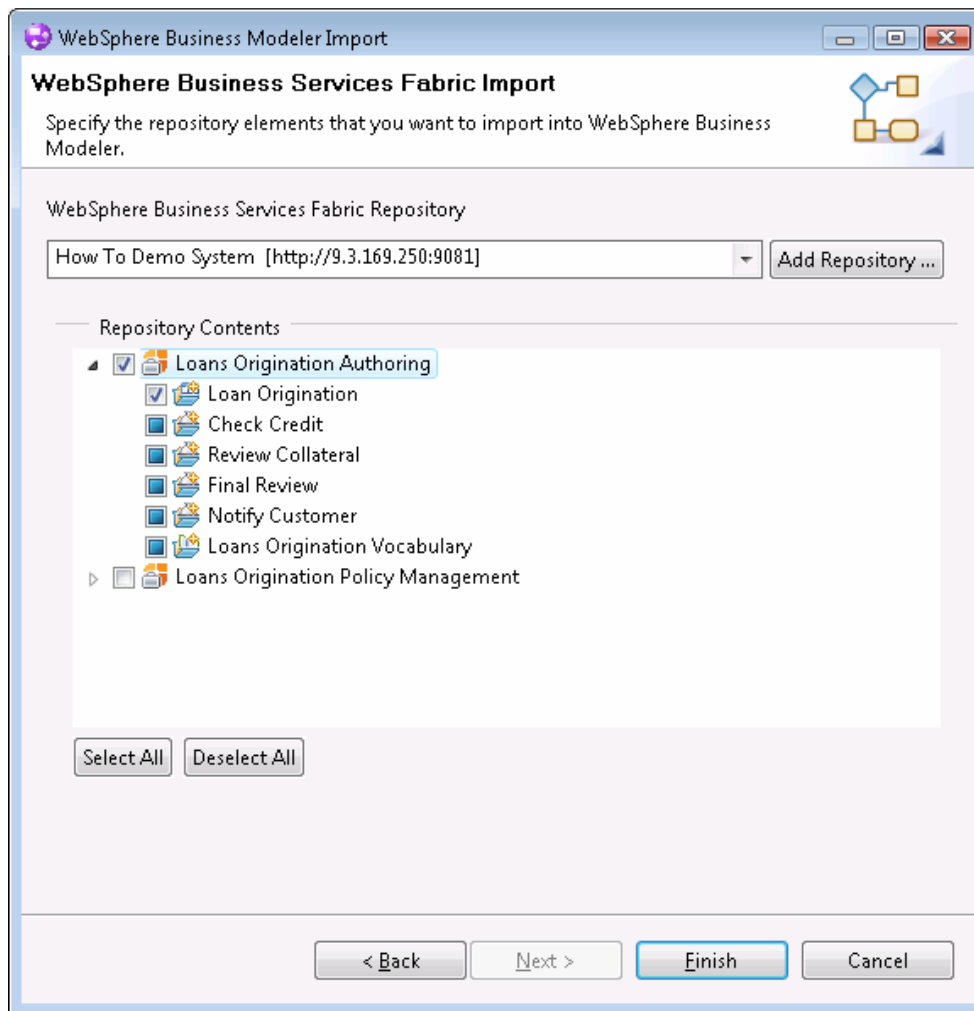 WebSphere Business Modeler Import
WebSphere Business Services Fabric Import
Specify the repository elements that you want to import into WebSphere Business
Modeler.
WebSphere Business Services Fabric Repository
How To Demo System [http://9.3.169.250:9081]
Add Repository ...
Repository Contents
Loans Origination Authoring
Loan Origination
Check Credit
Review Collateral
Final Review
Notify Customer
Loans Origination Vocabulary
Loans Origination Policy Management
Select All
Deselect All
< Back
Next >
Finish
Cancel